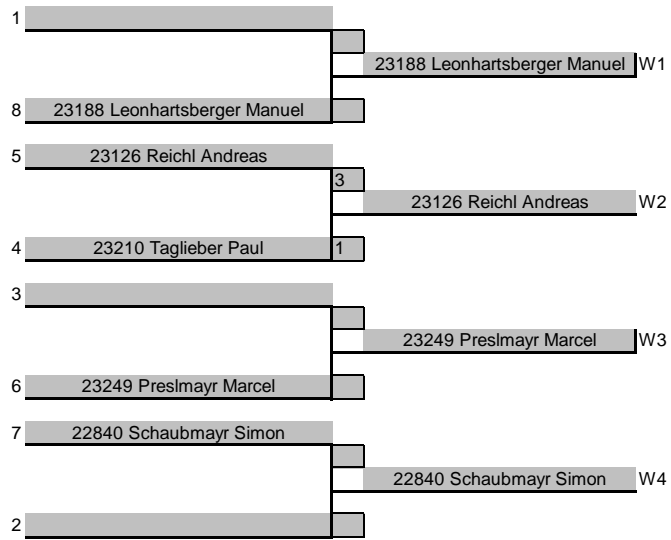 1
23188 Leonhartsberger Manuel W1
8 23188 Leonhartsberger Manuel
5 23126 Reichl Andreas
3
23126 Reichl Andreas W2
4 23210 Taglieber Paul 1
3
23249 Preslmayr Marcel W3
6 23249 Preslmayr Marcel
7 22840 Schaubmayr Simon
22840 Schaubmayr Simon W4
2